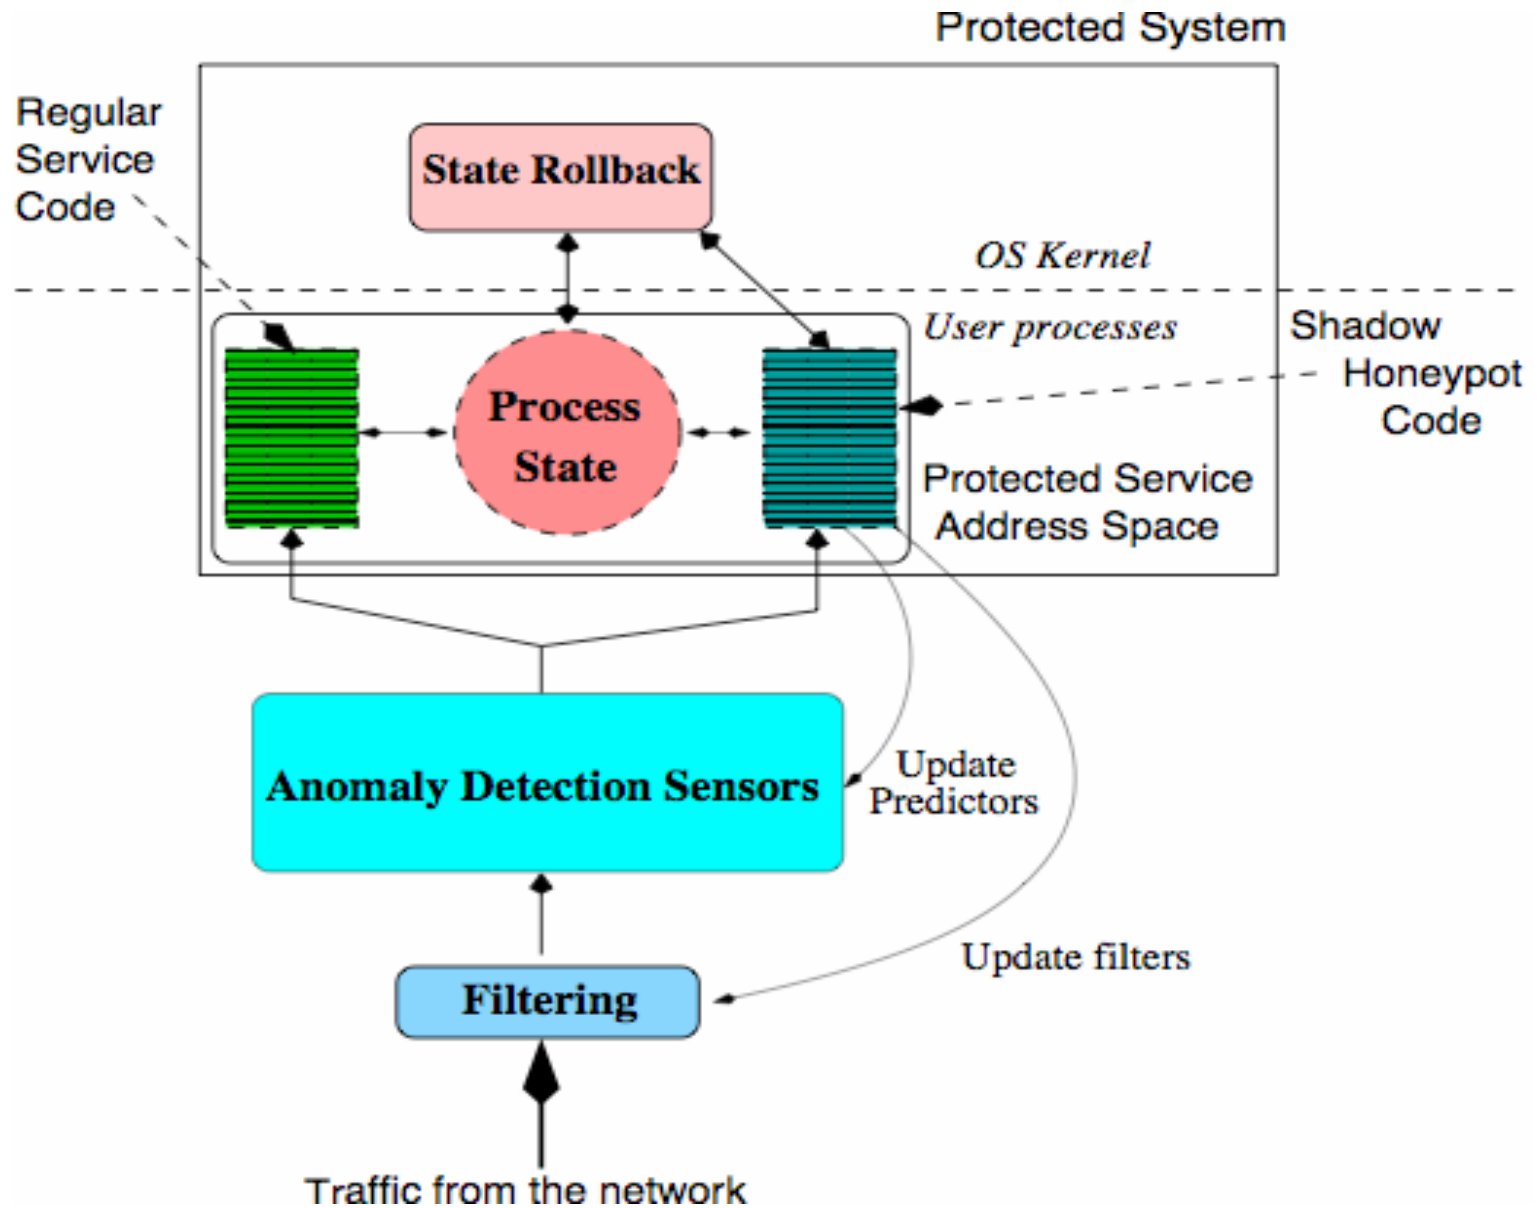 Protected System
Regular
Service
Code
State Rollback
OS Kernel
User processes
Shadow
Honeypot
Code
Process
State
Protected Service
Address Space
Anomaly Detection Sensors
Update
Predictors
Update filters
Filtering
Traffic from the network